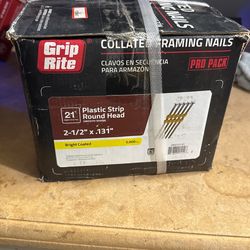 Grip
Rite
COLLATED FRAMING NAILS
CLAVOS EN SECUENCIA
PARA ARMAZÓN
PRO PACK
21°
Plastic Strip
Round Head
2-1/2" x .131"
Bright Coated